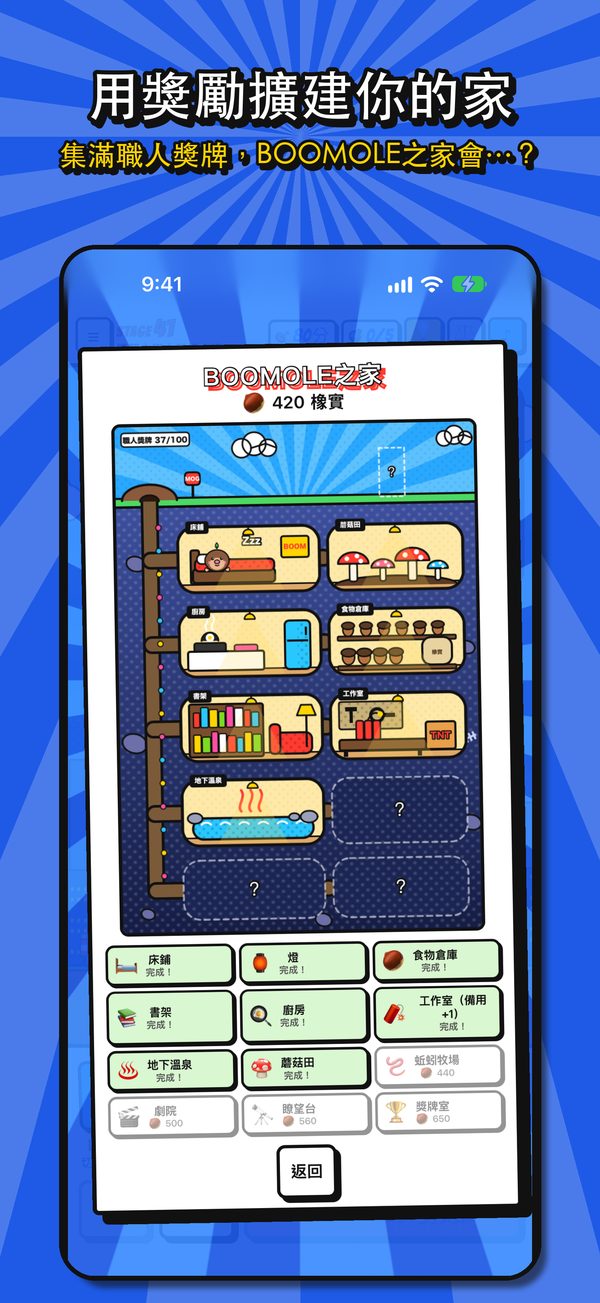 用獎勵擴建你的家
集滿職人獎牌，BOOMOLE之家會…？
9:41
STAGE 41
BOOMOLE之家
420 橡實
職人獎牌 37/100
?
MOG
床鋪
Zzz
BOOM
蘑菇田
廚房
食物倉庫
橡實
書架
工作室
T
TNT
地下溫泉
?
?
?
床鋪
完成！
燈
完成！
食物倉庫
完成！
書架
完成！
廚房
完成！
工作室（備用
+1）
完成！
地下溫泉
完成！
蘑菇田
完成！
蚯蚓牧場
440
劇院
500
瞭望台
560
獎牌室
650
返回